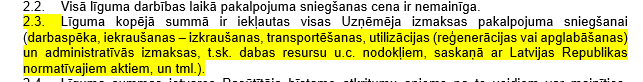 2.2. Visā līguma darbības laikā pakalpojuma sniegšanas cena ir nemainīga.
2.3. Līguma kopējā summā ir iekļautas visas Uzņēmēja izmaksas pakalpojuma sniegšanai
(darbaspēka, iekraušanas – izkraušanas, transportēšanas, utilizācijas (reģenerācijas vai apglabāšanas)
un administratīvās izmaksas, t.sk. dabas resursu u.c. nodokļiem, saskaņā ar Latvijas Republikas
normatīvajiem aktiem, un tml.).